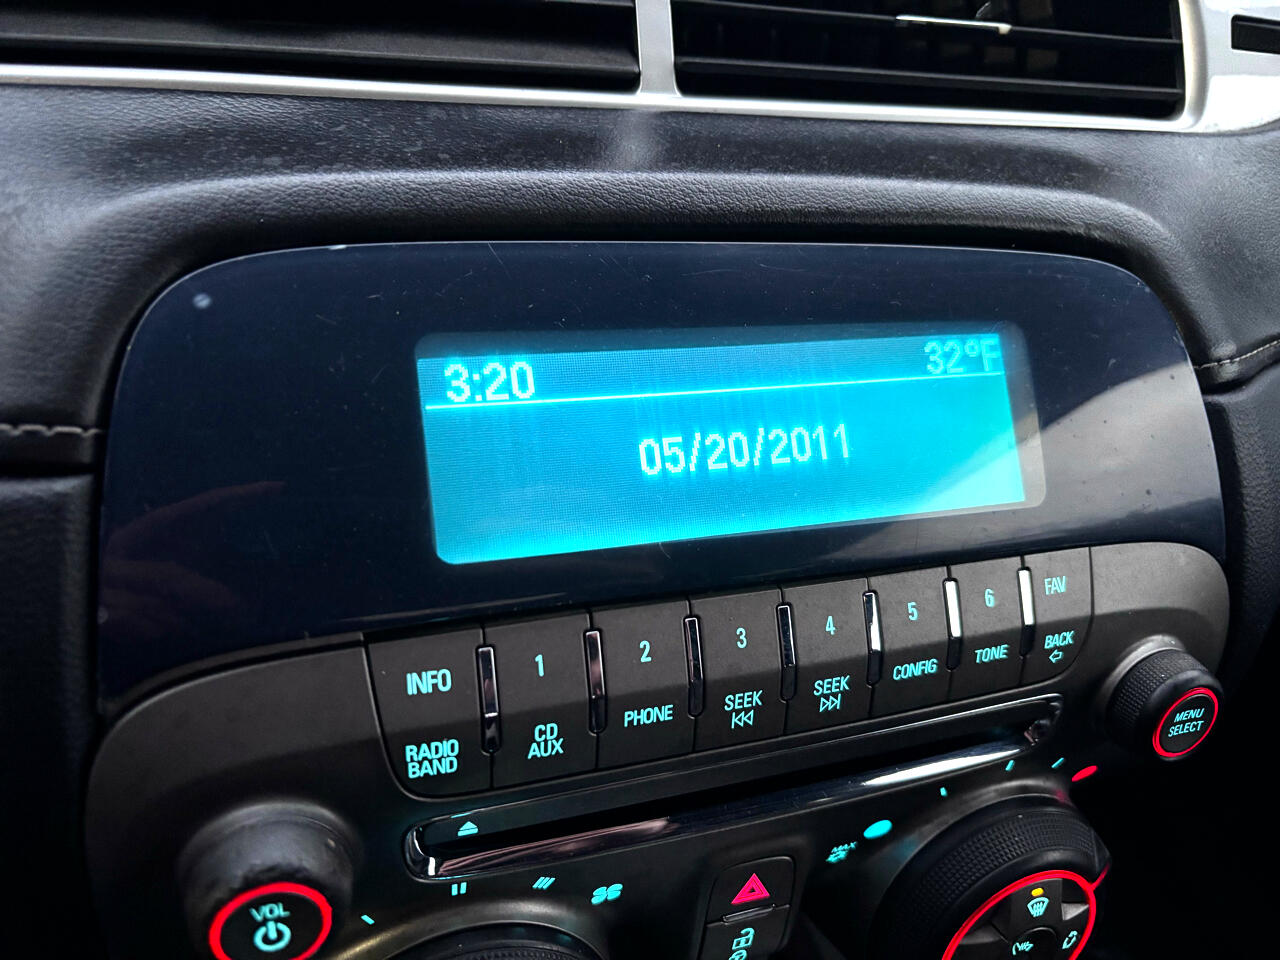 3:20
32°F
05/20/2011
INFO
1
2
3
4
5
6
FAV
RADIO
BAND
CD
AUX
PHONE
SEEK
SEEK
CONFIG
TONE
BACK
MENU
SELECT
MAX
VOL